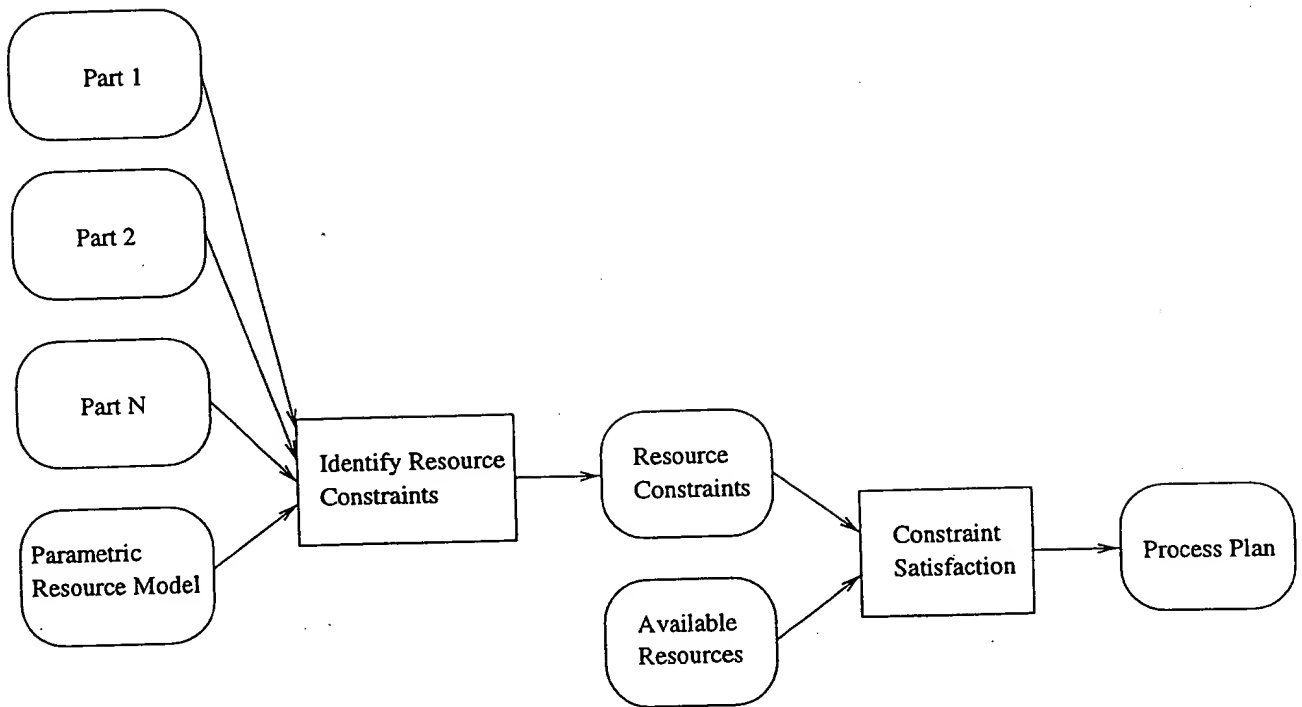 Part 1
Part 2
Part N
Parametric
Resource Model
Identify Resource
Constraints
Resource
Constraints
Available
Resources
Constraint
Satisfaction
Process Plan